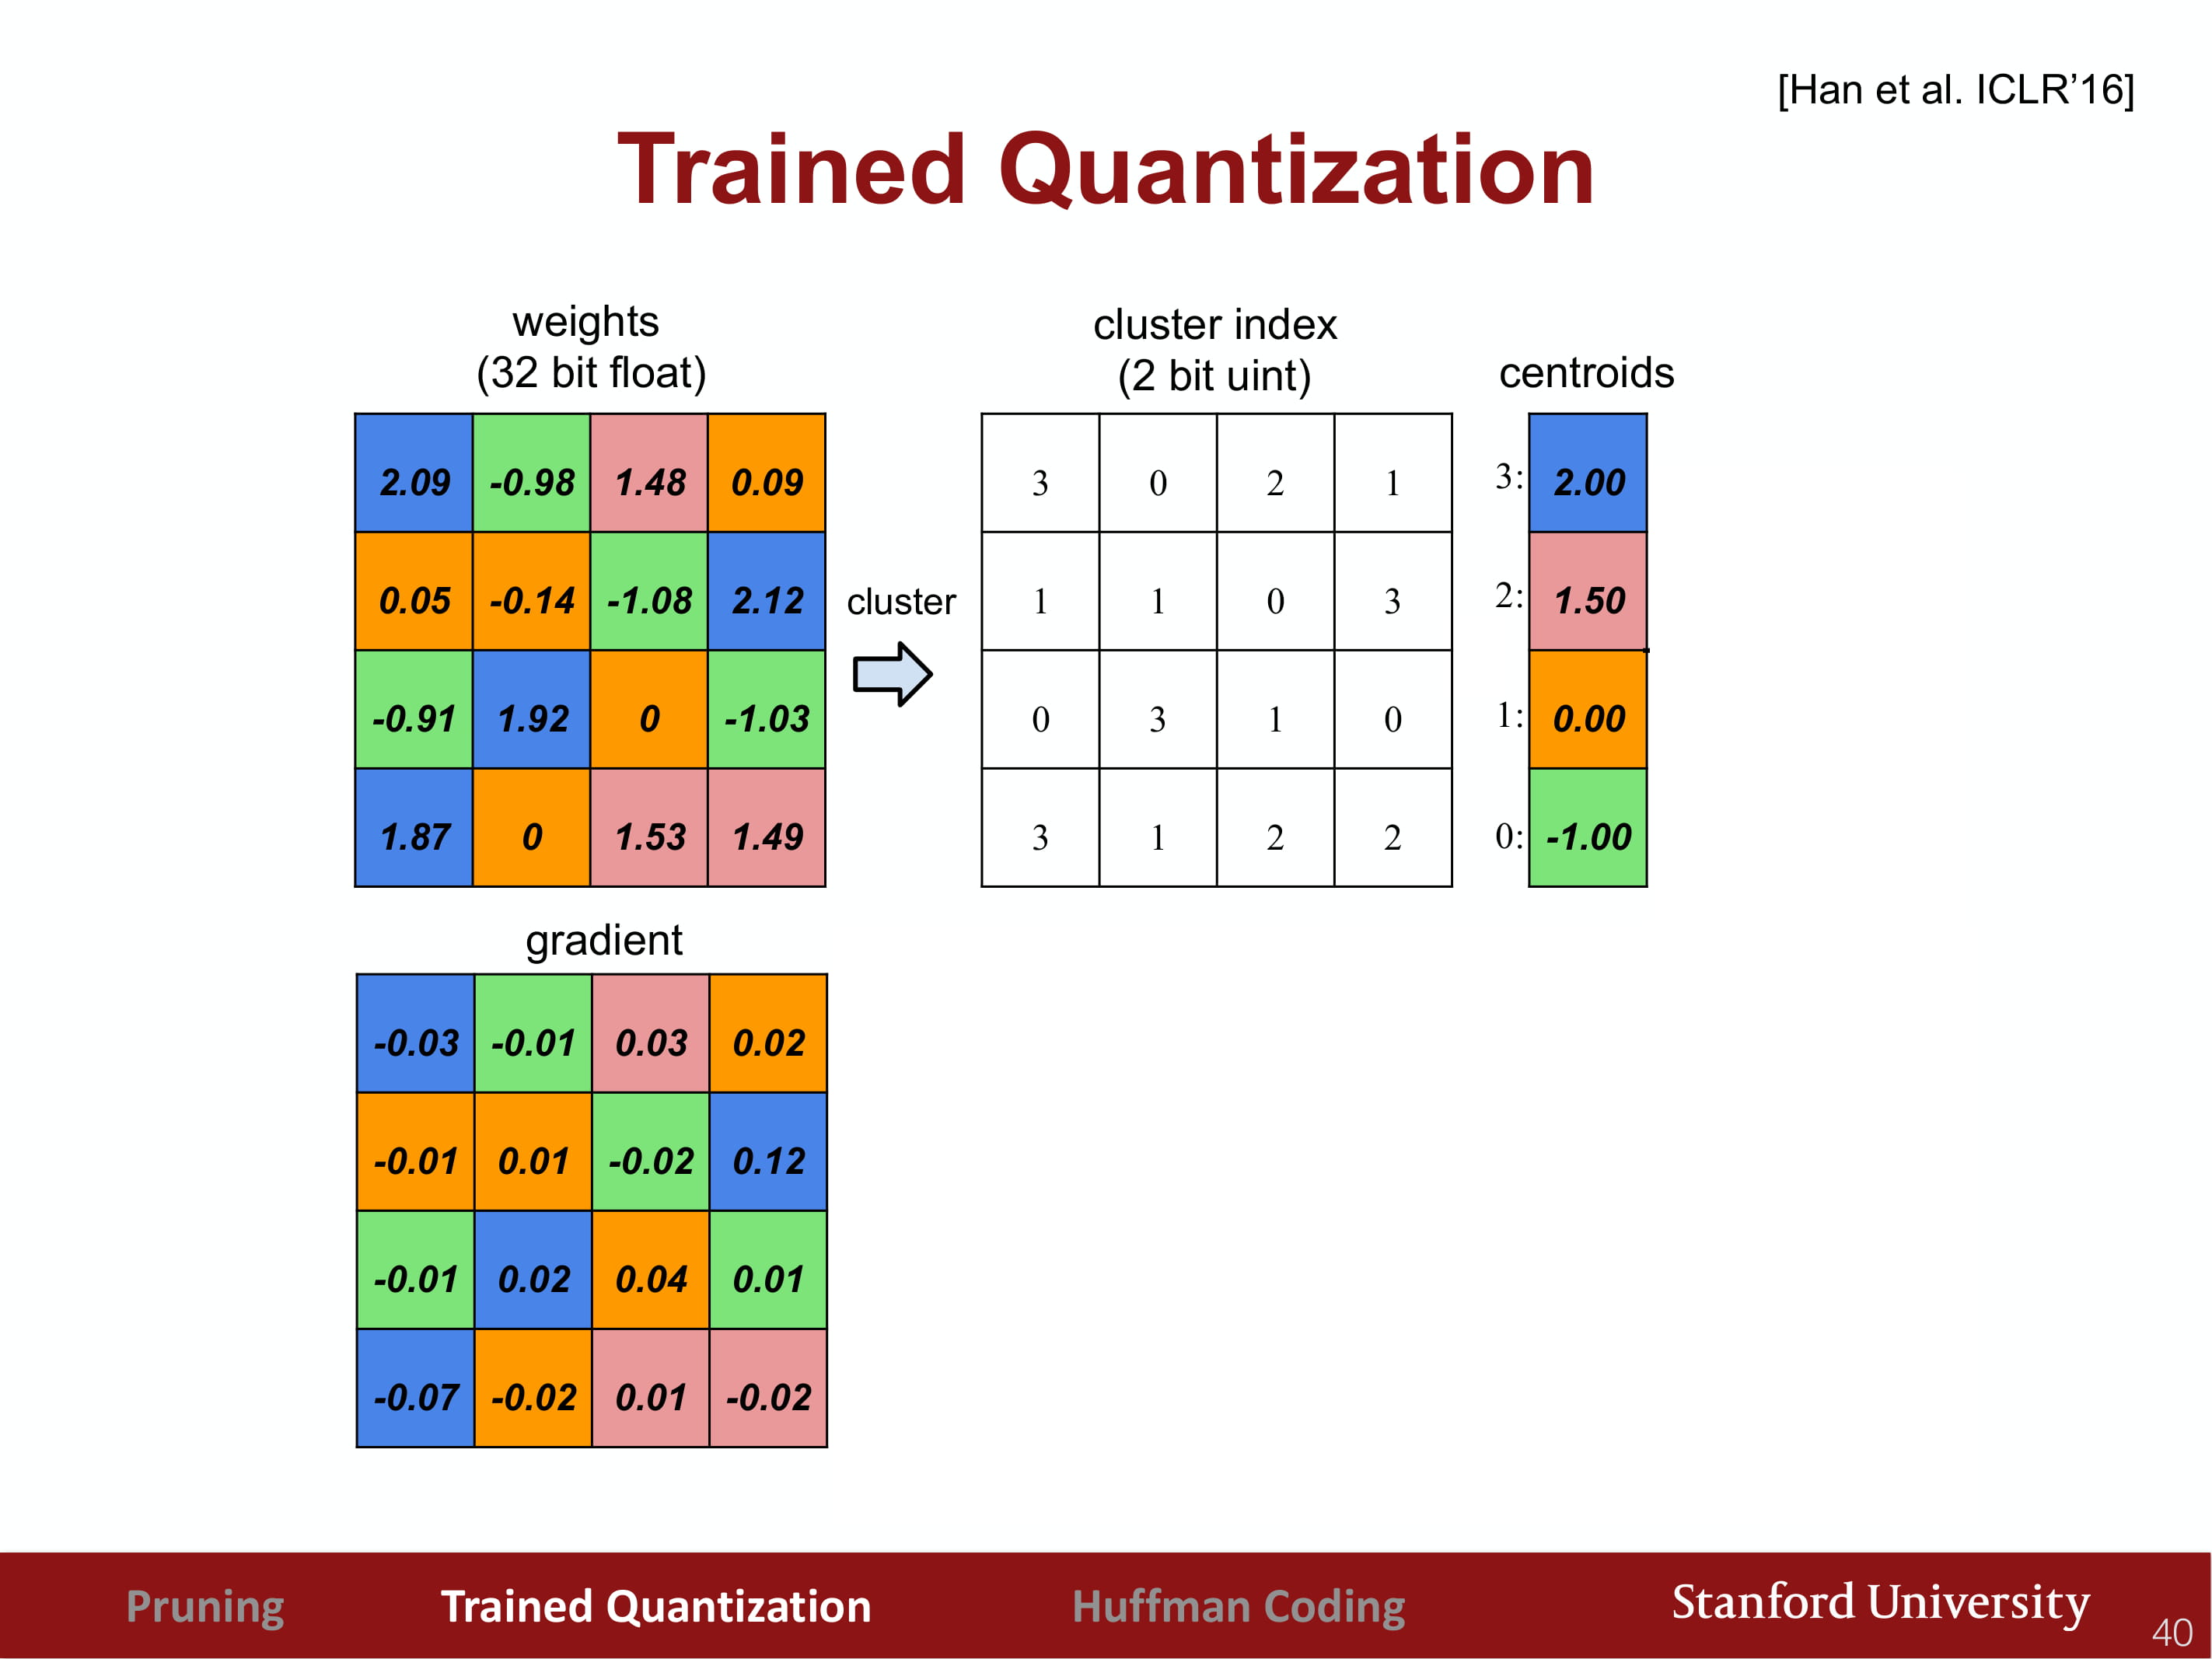 [Han et al. ICLR’16]
Trained Quantization
weights
(32 bit float)
cluster index
(2 bit uint)
centroids
2.09 -0.98 1.48 0.09
0.05 -0.14 -1.08 2.12
-0.91 1.92 0 -1.03
1.87 0 1.53 1.49
cluster
3 0 2 1
1 1 0 3
0 3 1 0
3 1 2 2
3: 2.00
2: 1.50
1: 0.00
0: -1.00
gradient
-0.03 -0.01 0.03 0.02
-0.01 0.01 -0.02 0.12
-0.01 0.02 0.04 0.01
-0.07 -0.02 0.01 -0.02
Pruning Trained Quantization Huffman Coding Stanford University
40